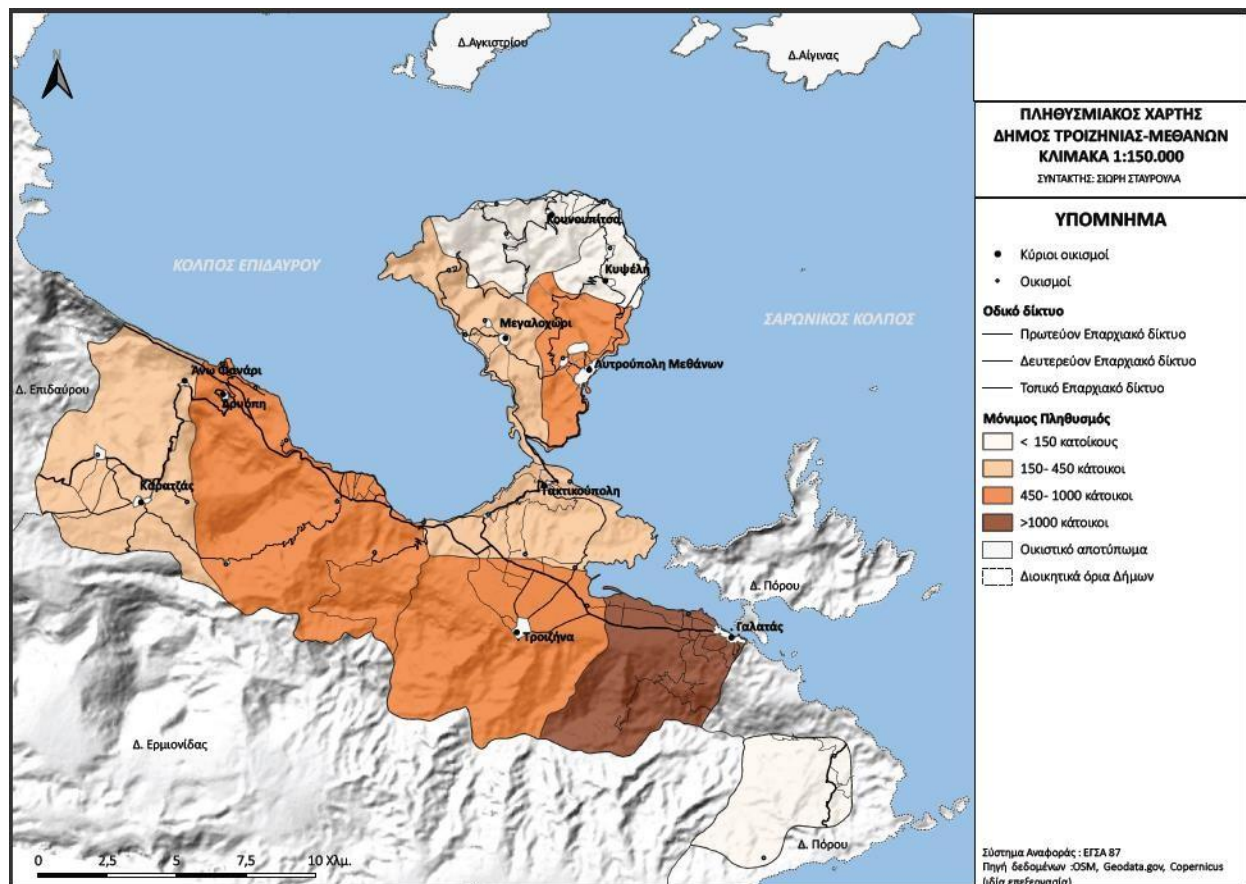 Δ.Αγκιστρίου
Δ.Αίγινας
N
ΠΛΗΘΥΣΜΙΑΚΟΣ ΧΑΡΤΗΣ
ΔΗΜΟΣ ΤΡΟΙΖΗΝΙΑΣ-ΜΕΘΑΝΩΝ
ΚΛΙΜΑΚΑ 1:150.000
ΣΥΝΤΑΚΤΗΣ: ΣΙΩΡΗ ΣΤΑΥΡΟΥΛΑ
ΥΠΟΜΝΗΜΑ
Κύριοι οικισμοί
Οικισμοί
Οδικό δίκτυο
Πρωτεύον Επαρχιακό δίκτυο
Δευτερεύον Επαρχιακό δίκτυο
Τοπικό Επαρχιακό δίκτυο
Μόνιμος Πληθυσμός
< 150 κατοίκους
150- 450 κάτοικοι
450- 1000 κάτοικοι
>1000 κάτοικοι
Οικιστικό αποτύπωμα
Διοικητικά όρια Δήμων
Κουνουπίτσα
ΚΟΛΠΟΣ ΕΠΙΔΑΥΡΟΥ
Κυψέλη
ΣΑΡΩΝΙΚΟΣ ΚΟΛΠΟΣ
Μεγαλοχώρι
Λυτρούπολη Μεθάνων
Άνω Φανάρι
Δ. Επιδαύρου
Δρυόπη
Καρατζάς
Τακτικούπολη
Δ. Πόρου
Γαλατάς
Τροιζήνα
Δ. Ερμιονίδας
Δ. Πόρου
0 2,5 5 7,5 10 Χλμ.
Σύστημα Αναφοράς : ΕΓΣΑ 87
Πηγή δεδομένων :OSM, Geodata.gov, Copernicus
(ιδία επεξεργασία)